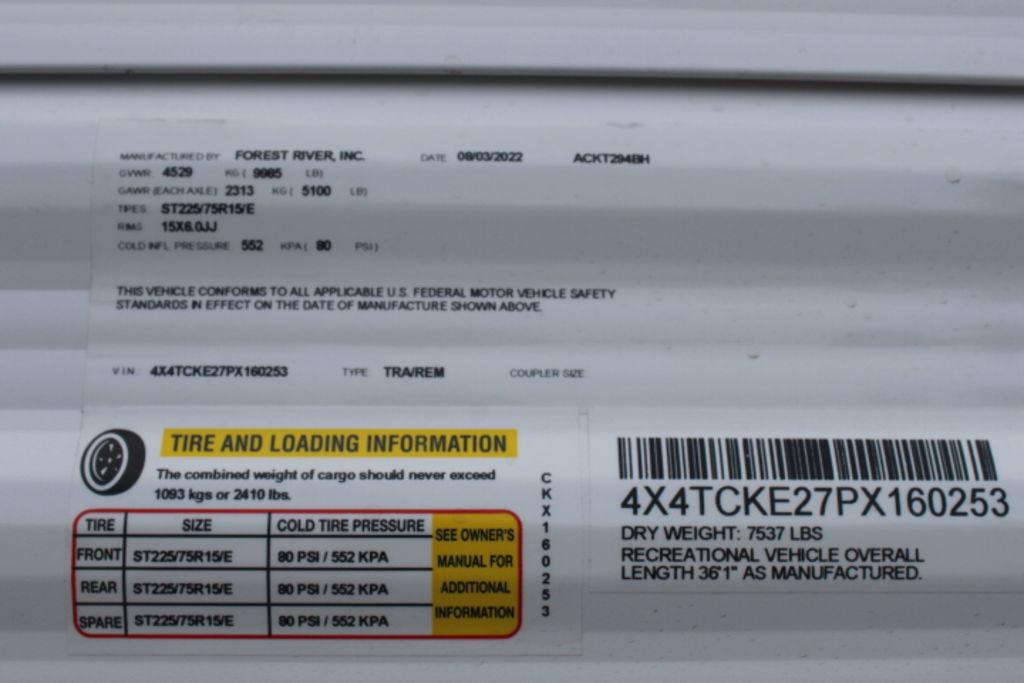 MANUFACTURED BY FOREST RIVER, INC. DATE 08/03/2022 ACKT294BH
GVWR 4529 KG ( 9985 LB)
GAWR (EACH AXLE) 2313 KG ( 5100 LB)
TIRES ST225/75R15/E
RIMS 15X6.0JJ
COLD INFL PRESSURE 552 KPA ( 80 PSI )
THIS VEHICLE CONFORMS TO ALL APPLICABLE U.S. FEDERAL MOTOR VEHICLE SAFETY
STANDARDS IN EFFECT ON THE DATE OF MANUFACTURE SHOWN ABOVE.
VIN 4X4TCKE27PX160253 TYPE TRA/REM COUPLER SIZE
TIRE AND LOADING INFORMATION
The combined weight of cargo should never exceed
1093 kgs or 2410 lbs.
TIRE SIZE COLD TIRE PRESSURE
FRONT ST225/75R15/E 80 PSI / 552 KPA
REAR ST225/75R15/E 80 PSI / 552 KPA
SPARE ST225/75R15/E 80 PSI / 552 KPA
SEE OWNER'S
MANUAL FOR
ADDITIONAL
INFORMATION
CKX160253
4X4TCKE27PX160253
DRY WEIGHT: 7537 LBS
RECREATIONAL VEHICLE OVERALL
LENGTH 36'1" AS MANUFACTURED.